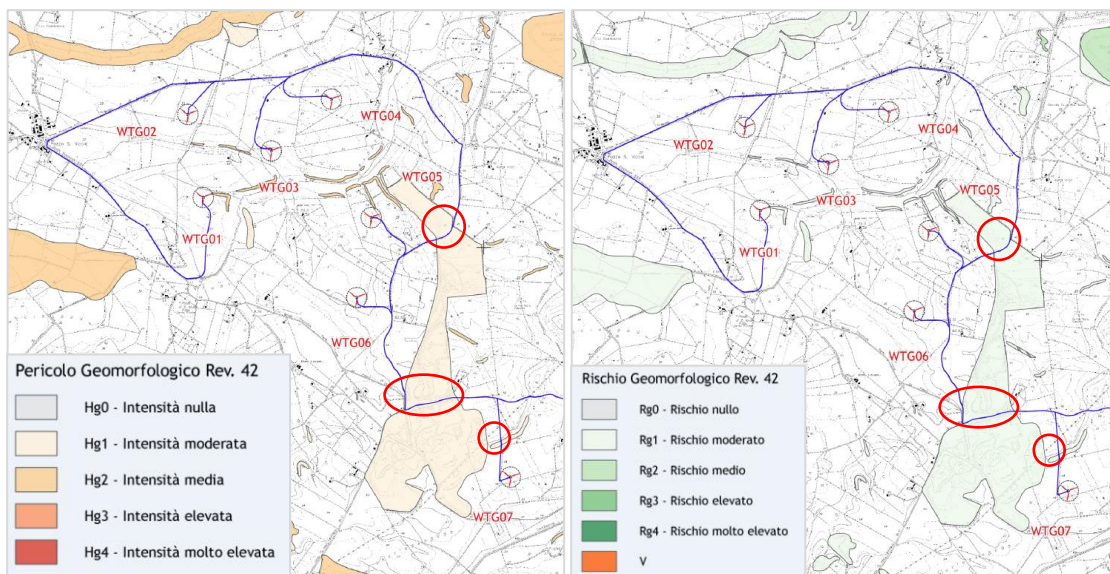 WTG02
WTG04
WTG05
WTG03
WTG01
WTG06
WTG07
Pericolo Geomorfologico Rev. 42
Hg0 - Intensità nulla
Hg1 - Intensità moderata
Hg2 - Intensità media
Hg3 - Intensità elevata
Hg4 - Intensità molto elevata
WTG02
WTG04
WTG05
WTG03
WTG01
WTG06
WTG07
Rischio Geomorfologico Rev. 42
Rg0 - Rischio nullo
Rg1 - Rischio moderato
Rg2 - Rischio medio
Rg3 - Rischio elevato
Rg4 - Rischio molto elevato
V